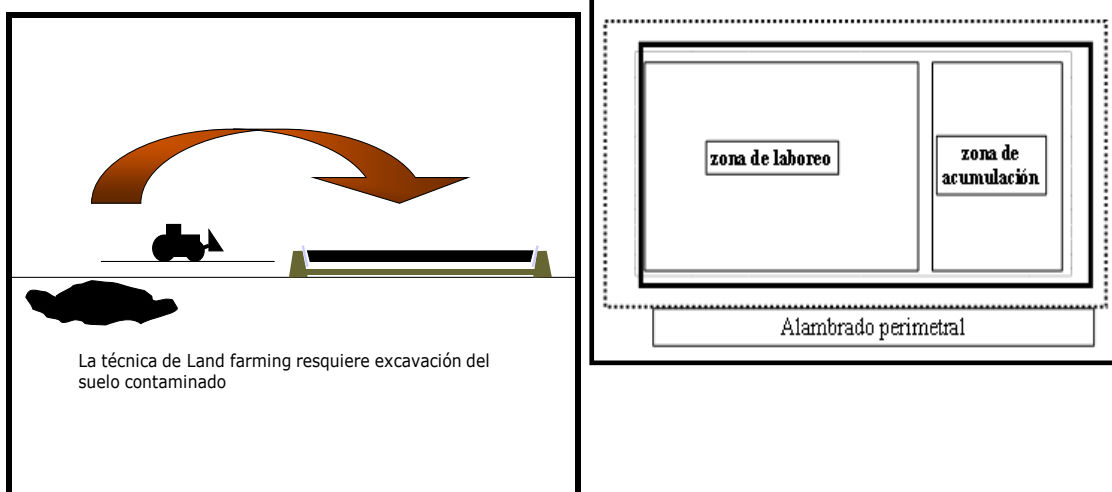 La técnica de Land farming resquiere excavación del
suelo contaminado
zona de laboreo
zona de
acumulación
Alambrado perimetral